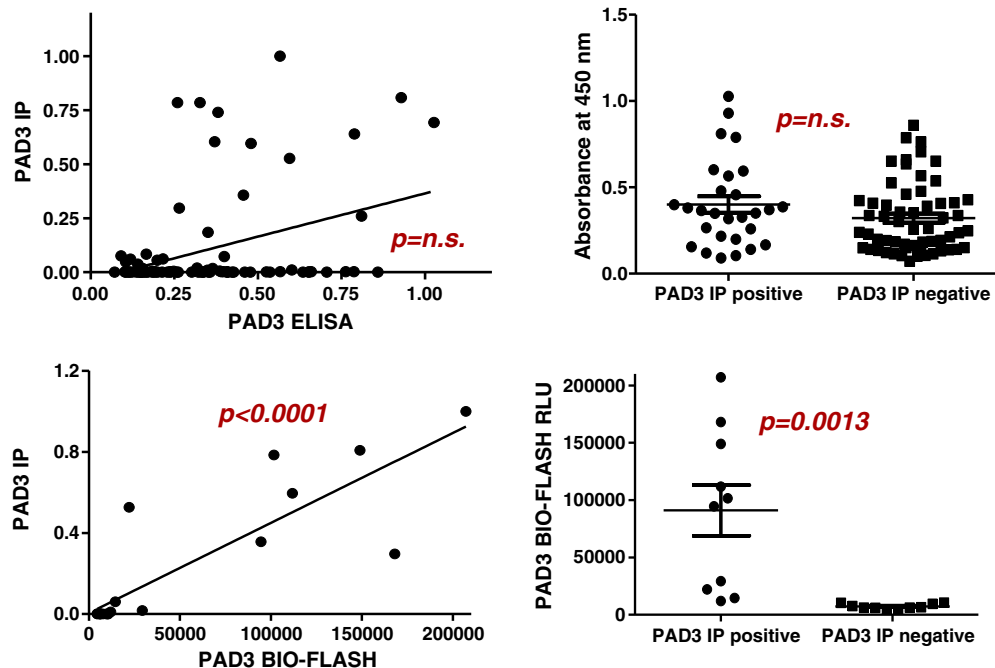 PAD3 IP
1.00
0.75
0.50
0.25
0.00
0.00
0.25
0.50
0.75
1.00
PAD3 ELISA
p=n.s.
Absorbance at 450 nm
1.5
1.0
0.5
0.0
p=n.s.
PAD3 IP positive
PAD3 IP negative
PAD3 IP
1.2
0.8
0.4
0.0
0
50000
100000
150000
200000
PAD3 BIO-FLASH
p<0.0001
PAD3 BIO-FLASH RLU
200000
150000
100000
50000
0
p=0.0013
PAD3 IP positive
PAD3 IP negative